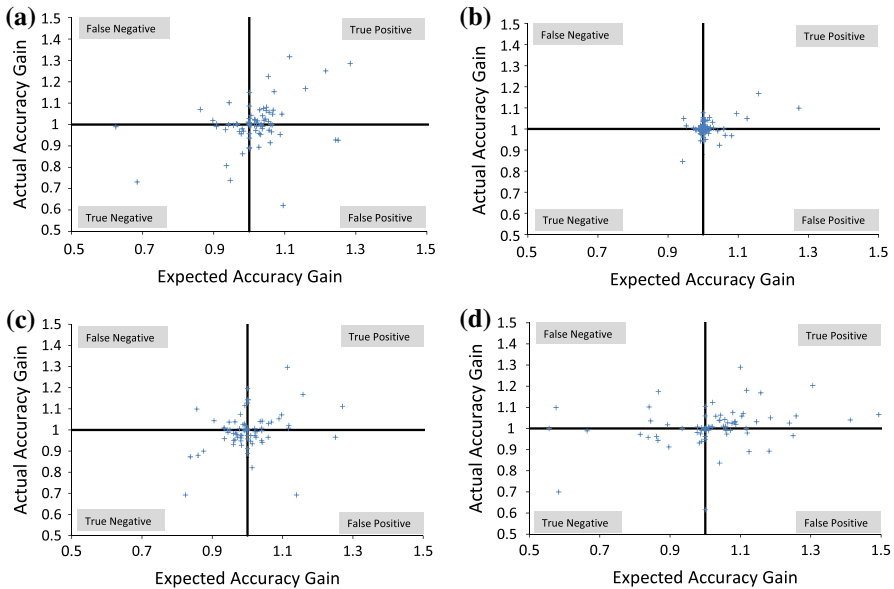 (a)
Actual Accuracy Gain
1.5
1.4
1.3
1.2
1.1
1
0.9
0.8
0.7
0.6
0.5
False Negative
True Positive
True Negative
False Positive
0.5 0.7 0.9 1.1 1.3 1.5
Expected Accuracy Gain
(b)
Actual Accuracy Gain
1.5
1.4
1.3
1.2
1.1
1
0.9
0.8
0.7
0.6
0.5
False Negative
True Positive
True Negative
False Positive
0.5 0.7 0.9 1.1 1.3 1.5
Expected Accuracy Gain
(c)
Actual Accuracy Gain
1.5
1.4
1.3
1.2
1.1
1
0.9
0.8
0.7
0.6
0.5
False Negative
True Positive
True Negative
False Positive
0.5 0.7 0.9 1.1 1.3 1.5
Expected Accuracy Gain
(d)
Actual Accuracy Gain
1.5
1.4
1.3
1.2
1.1
1
0.9
0.8
0.7
0.6
0.5
False Negative
True Positive
True Negative
False Positive
0.5 0.7 0.9 1.1 1.3 1.5
Expected Accuracy Gain